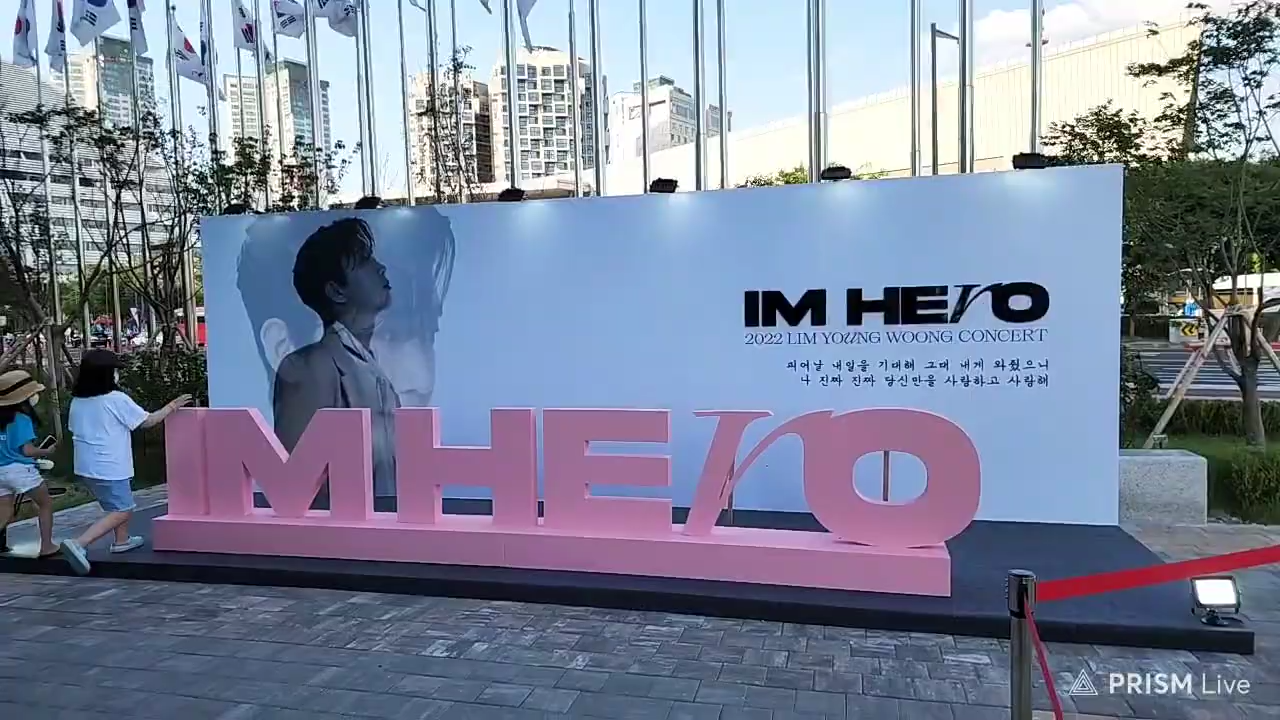 IM HErO
2022 LIM YOUNG WOONG CONCERT
피어날 내일을 기대해 그대 내게 와줬으니
나 진짜 진짜 당신만을 사랑하고 사랑해
IM HErO
PRISM Live